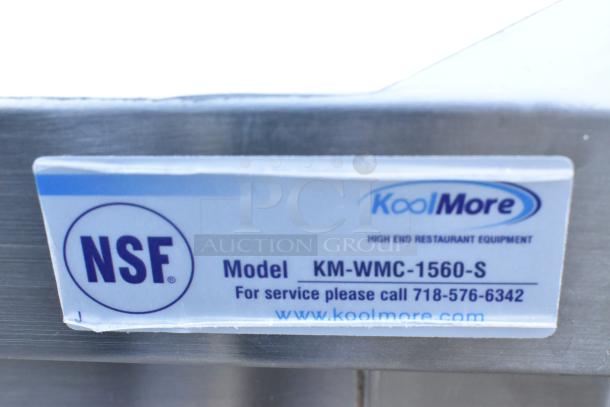 KoolMore
HIGH END RESTAURANT EQUIPMENT
NSF®
Model KM-WMC-1560-S
For service please call 718-576-6342
www.koolmore.com
PCI
AUCTION GROUP